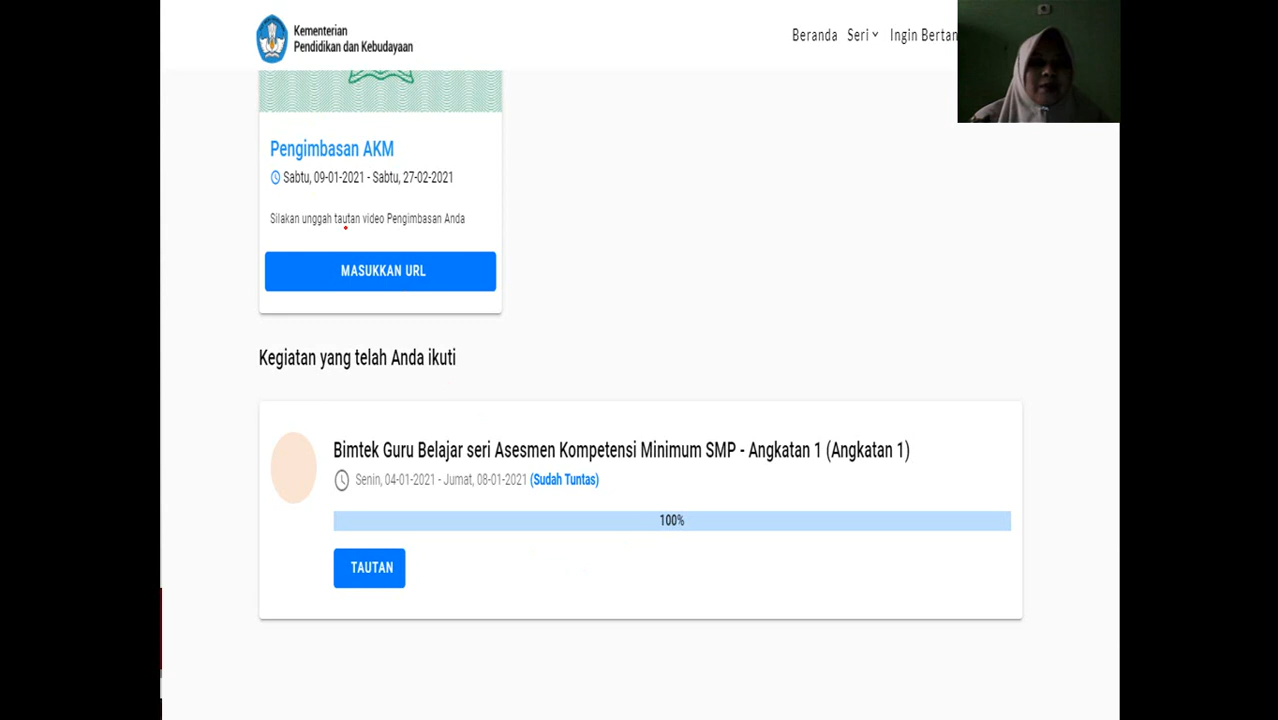 Kementerian
Pendidikan dan Kebudayaan
Beranda Seri Ingin Bertan
Pengimbasan AKM
Sabtu, 09-01-2021 - Sabtu, 27-02-2021
Silakan unggah tautan video Pengimbasan Anda
MASUKKAN URL
Kegiatan yang telah Anda ikuti
Bimtek Guru Belajar seri Asesmen Kompetensi Minimum SMP - Angkatan 1 (Angkatan 1)
Senin, 04-01-2021 - Jumat, 08-01-2021 (Sudah Tuntas)
100%
TAUTAN